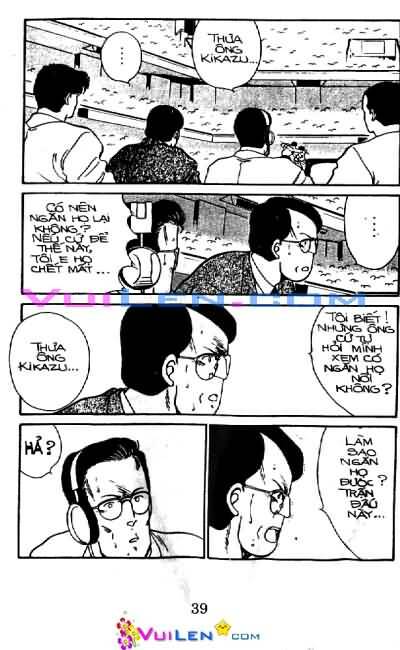 ...
THƯA
ÔNG
KIKAZU...
CÓ NÊN
NGĂN HỌ LẠI
KHÔNG?
NẾU CỨ ĐỂ
THẾ NÀY,
TÔI E HỌ
CHẾT MẤT...
...
VUILEN.COM
THƯA
ÔNG
KIKAZU...
TÔI BIẾT!
NHƯNG ÔNG
CỨ TỰ
HỎI MÌNH
XEM CÓ
NGĂN HỌ
NỔI
KHÔNG?
HẢ?
LÀM
SAO
NGĂN
HỌ
ĐƯỢC?
TRẬN
ĐẤU
NÀY...
39
VUILEN.COM